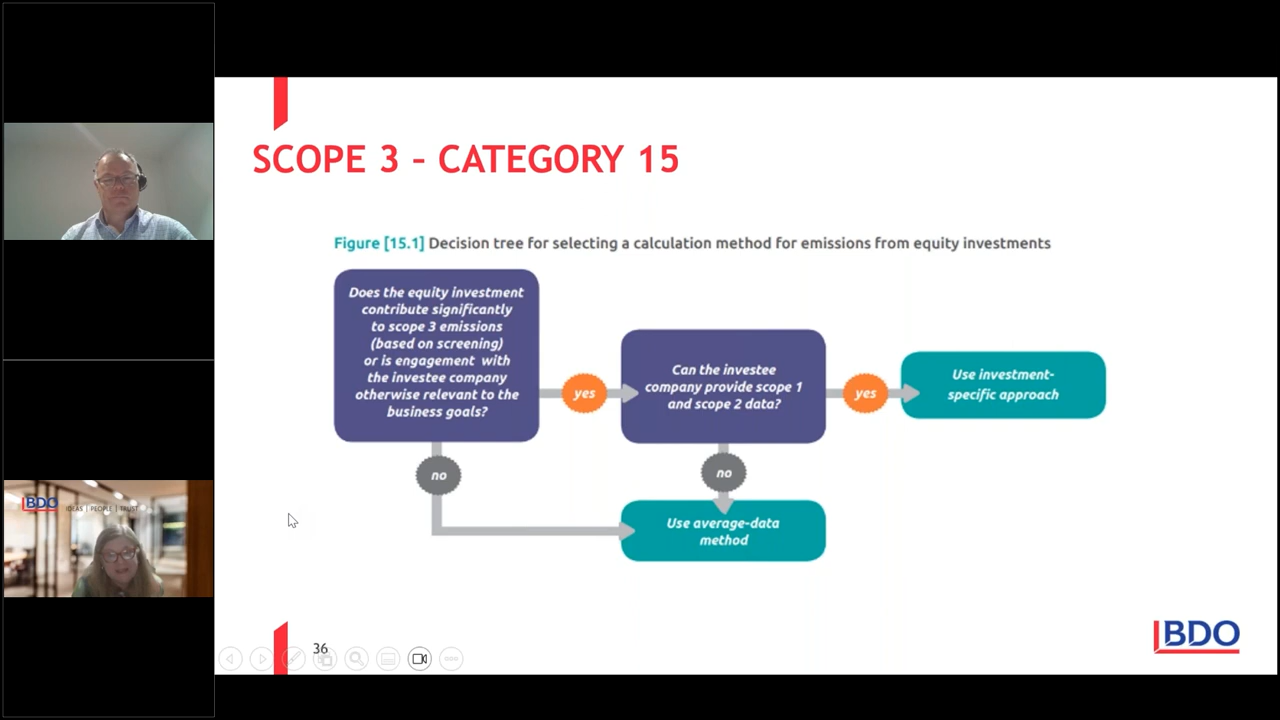 SCOPE 3 – CATEGORY 15
Figure [15.1] Decision tree for selecting a calculation method for emissions from equity investments
Does the equity investment
contribute significantly
to scope 3 emissions
(based on screening)
or is engagement with
the investee company
otherwise relevant to the
business goals?
yes
Can the investee
company provide scope 1
and scope 2 data?
yes
Use investment-
specific approach
no
no
Use average-data
method
BDO
IDEAS | PEOPLE | TRUST
36
BDO